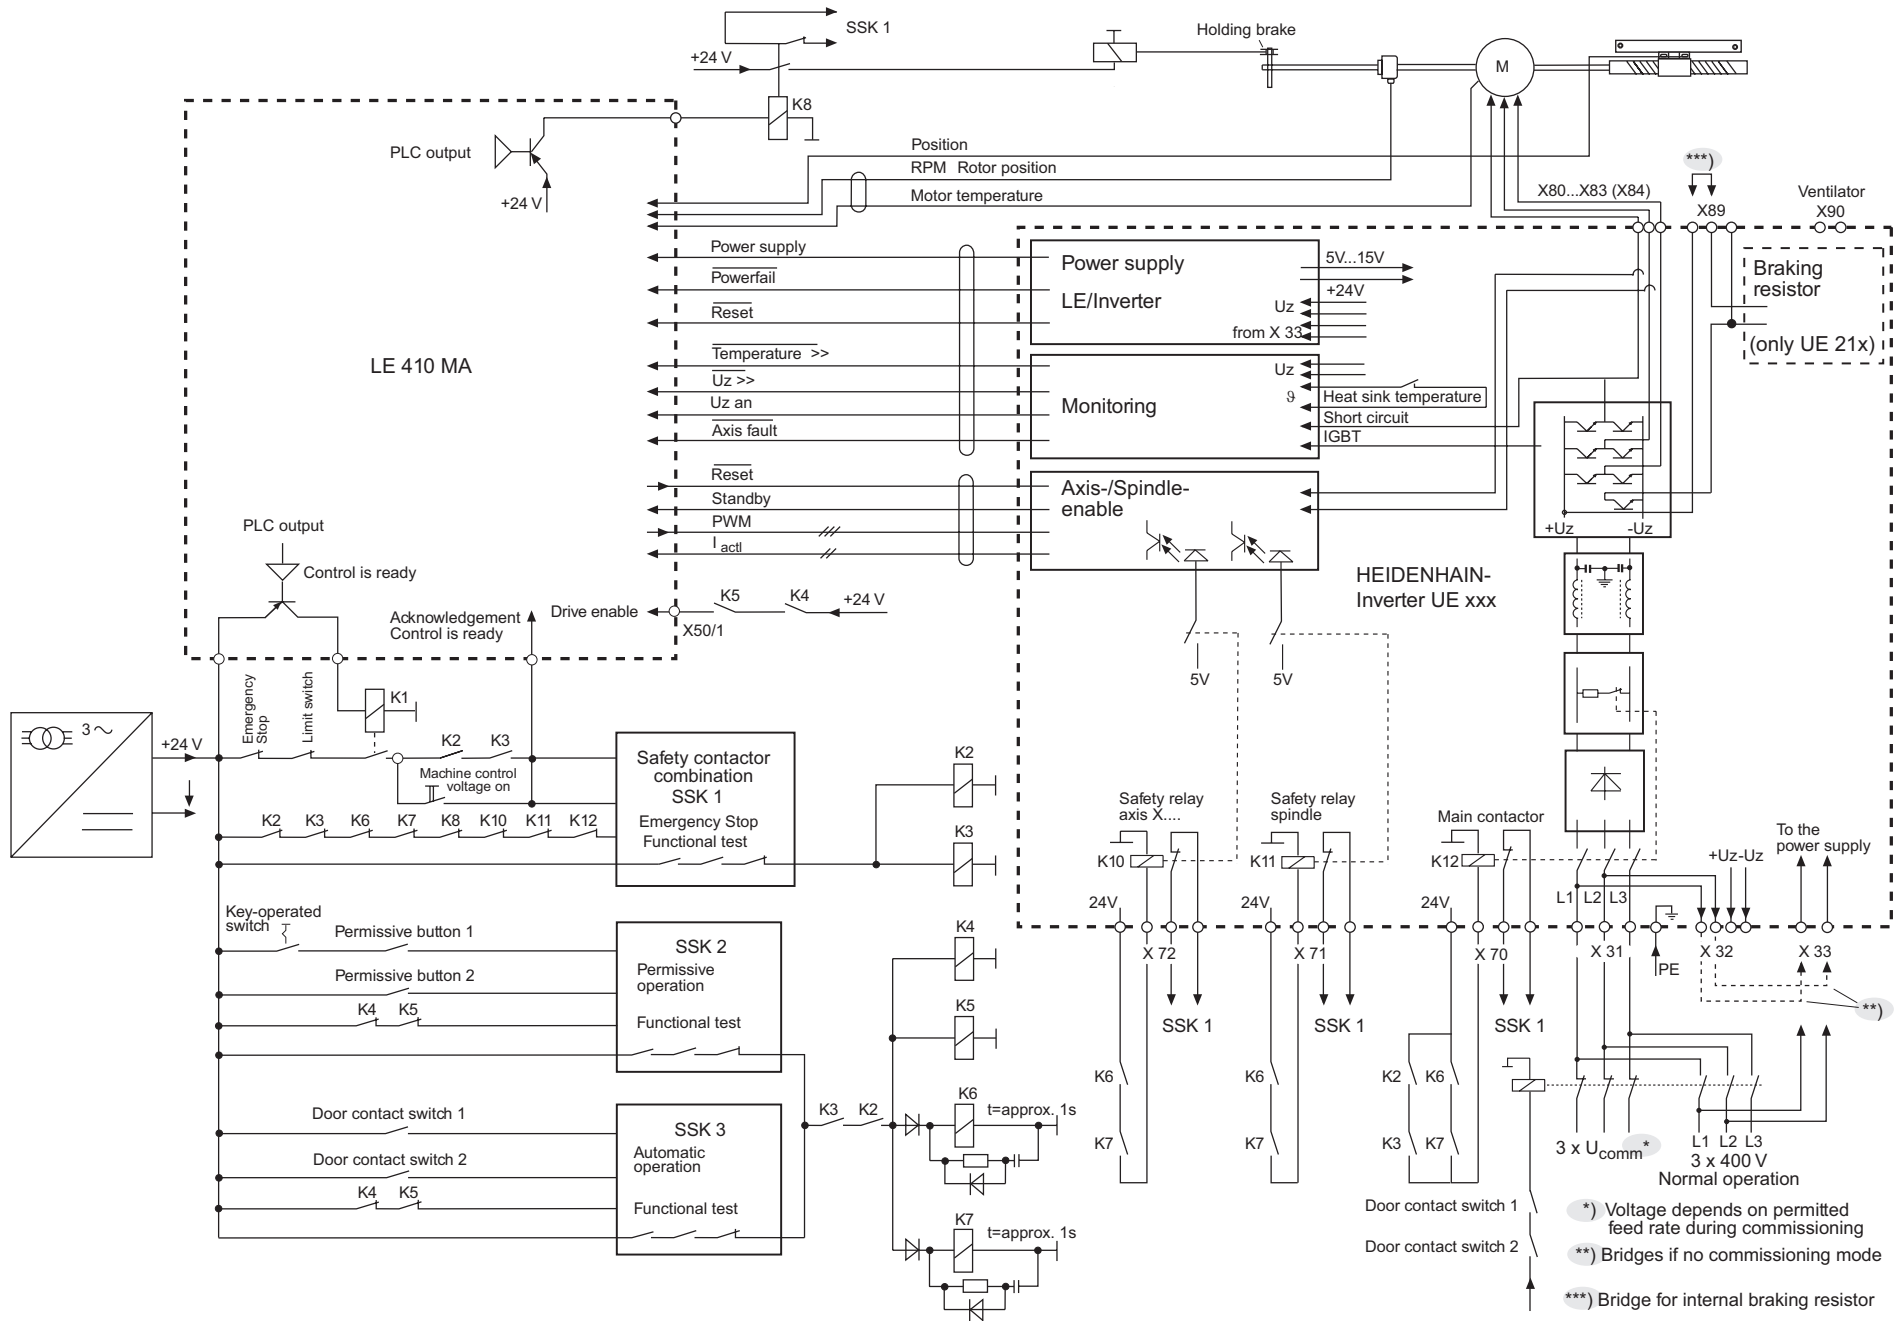 SSK 1
+24 V
K8
Holding brake
M
PLC output
+24 V
Position
RPM Rotor position
Motor temperature
X80...X83 (X84)
***)
X89
Ventilator
X90
LE 410 MA
Power supply
Powerfail
Reset
Temperature >>
Uz >>
Uz an
Axis fault
Reset
Standby
PWM
I actl
Power supply
LE/Inverter
5V...15V
+24V
Uz
from X 33
Monitoring
Uz
ϑ
Heat sink temperature
Short circuit
IGBT
Axis-/Spindle-
enable
Braking
resistor
(only UE 21x)
+Uz
-Uz
HEIDENHAIN-
Inverter UE xxx
5V
5V
PLC output
Control is ready
Acknowledgement
Control is ready
Drive enable
X50/1
K5
K4
+24 V
3 ~
+24 V
Emergency
Stop
Limit switch
K1
K2
K3
Machine control
voltage on
K2
K3
K6
K7
K8
K10
K11
K12
Safety contactor
combination
SSK 1
Emergency Stop
Functional test
K2
K3
Key-operated
switch
Permissive button 1
Permissive button 2
K4
K5
SSK 2
Permissive
operation
Functional test
Door contact switch 1
Door contact switch 2
K4
K5
SSK 3
Automatic
operation
Functional test
K3
K2
K4
K5
K6
t=approx. 1s
K7
t=approx. 1s
Safety relay
axis X....
K10
24V
X 72
SSK 1
K6
K7
Safety relay
spindle
K11
24V
X 71
SSK 1
K6
K7
Main contactor
K12
24V
X 70
SSK 1
K2
K6
K3
K7
L1
L2
L3
X 31
PE
+Uz-Uz
X 32
To the
power supply
X 33
**)
3 x Ucomm *
L1
L2
L3
3 x 400 V
Normal operation
Door contact switch 1
Door contact switch 2
*) Voltage depends on permitted
feed rate during commissioning
**) Bridges if no commissioning mode
***) Bridge for internal braking resistor